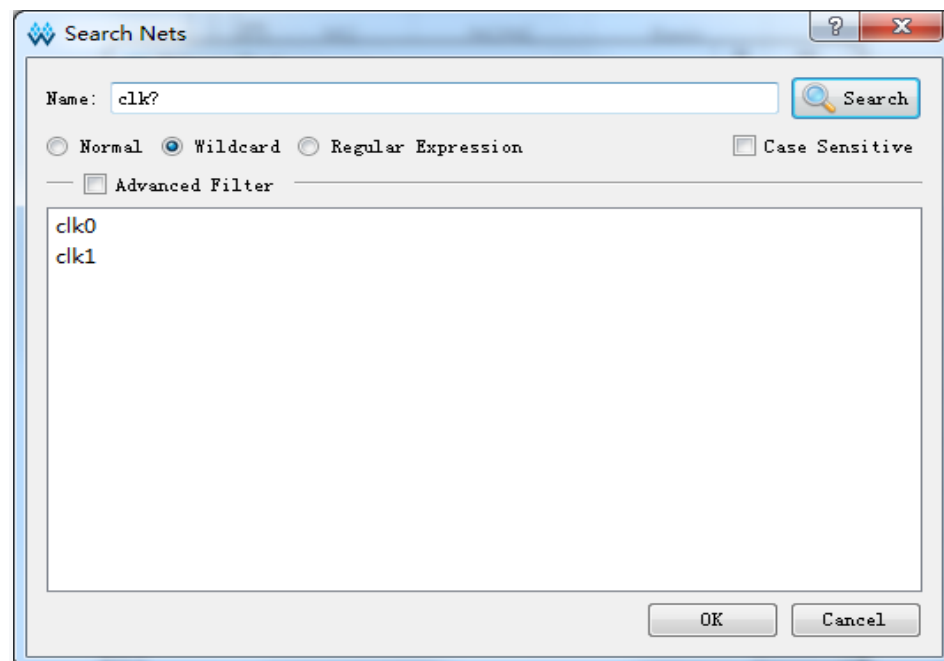 Search Nets
Name: clk? Search
Normal Wildcard Regular Expression Case Sensitive
Advanced Filter
clk0
clk1
OK Cancel